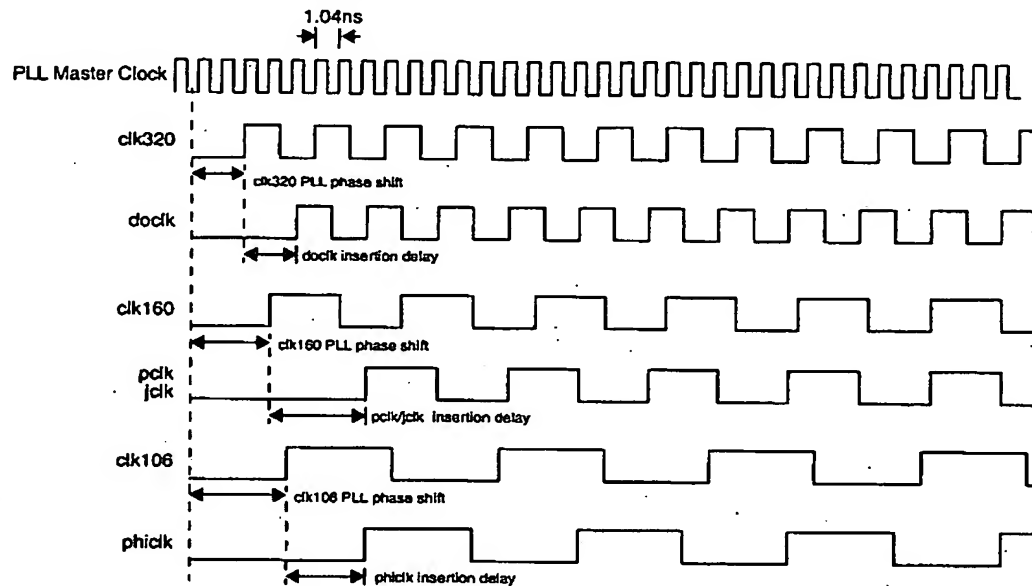 1.04ns
PLL Master Clock
clk320
clk320 PLL phase shift
doclk
doclk insertion delay
clk160
clk160 PLL phase shift
pclk
jclk
pclk/jclk insertion delay
clk106
clk106 PLL phase shift
phiclk
phiclk insertion delay